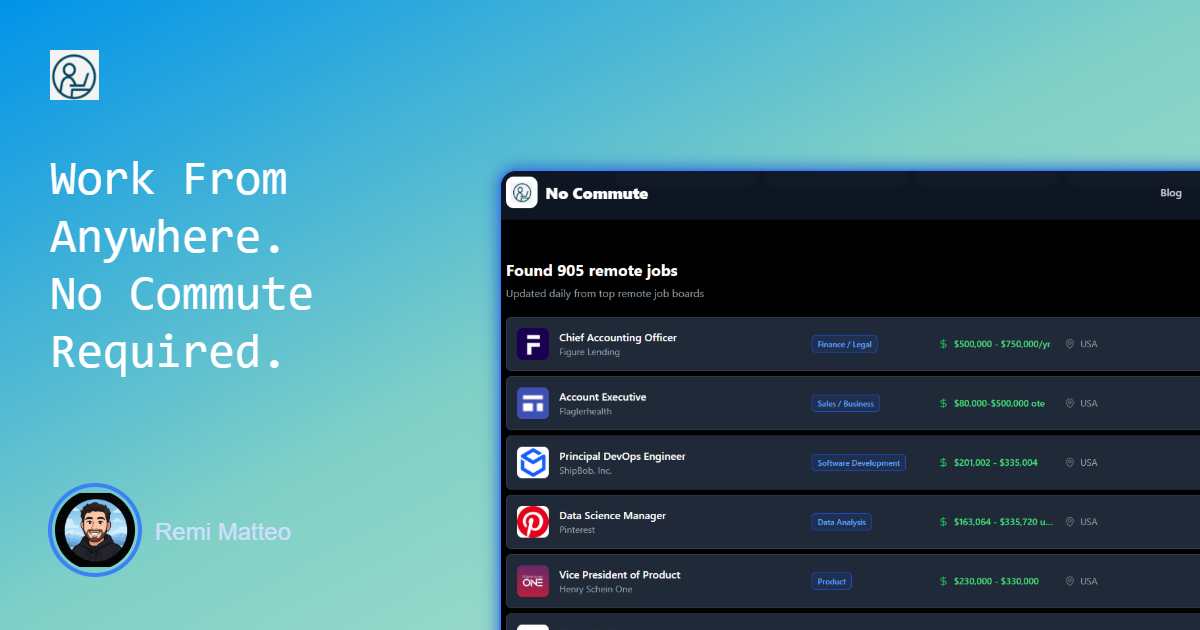 Work From
Anywhere.
No Commute
Required.
Remi Matteo
No Commute
Blog
Found 905 remote jobs
Updated daily from top remote job boards
Chief Accounting Officer
Figure Lending
Finance / Legal
$ $500,000 - $750,000/yr
USA
Account Executive
Flaglerhealth
Sales / Business
$ $80,000-$500,000 ote
USA
Principal DevOps Engineer
ShipBob, Inc.
Software Development
$ $201,002 - $335,004
USA
Data Science Manager
Pinterest
Data Analysis
$ $163,064 - $335,720 u...
USA
ONE
Vice President of Product
Henry Schein One
Product
$ $230,000 - $330,000
USA